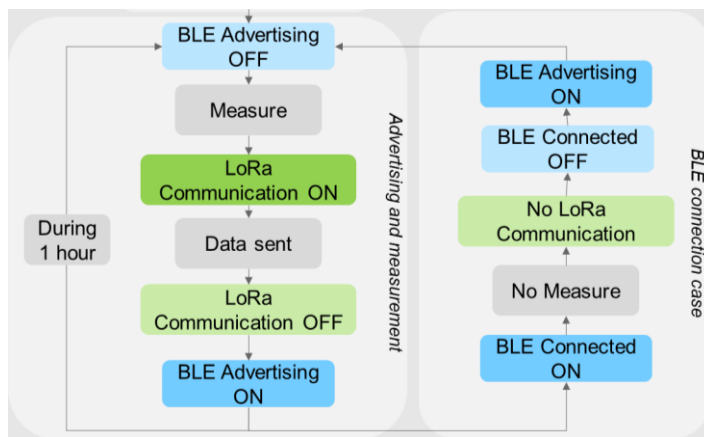 BLE Advertising
OFF
Measure
LoRa
Communication ON
During
1 hour
Data sent
LoRa
Communication OFF
BLE Advertising
ON
Advertising and measurement
BLE Advertising
ON
BLE Connected
OFF
No LoRa
Communication
No Measure
BLE Connected
ON
BLE connection case